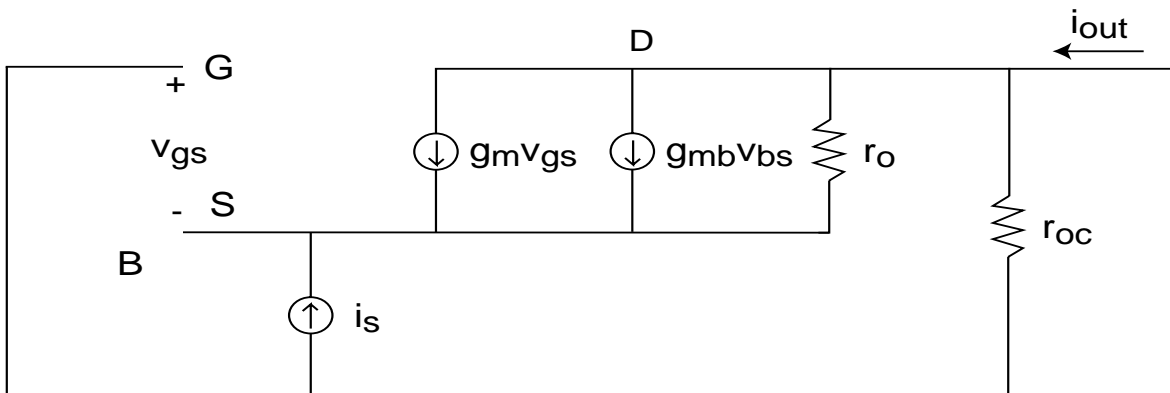 i_out
D
G
+
v_gs
g_m v_gs
g_mb v_bs
r_o
-
S
r_oc
B
i_s